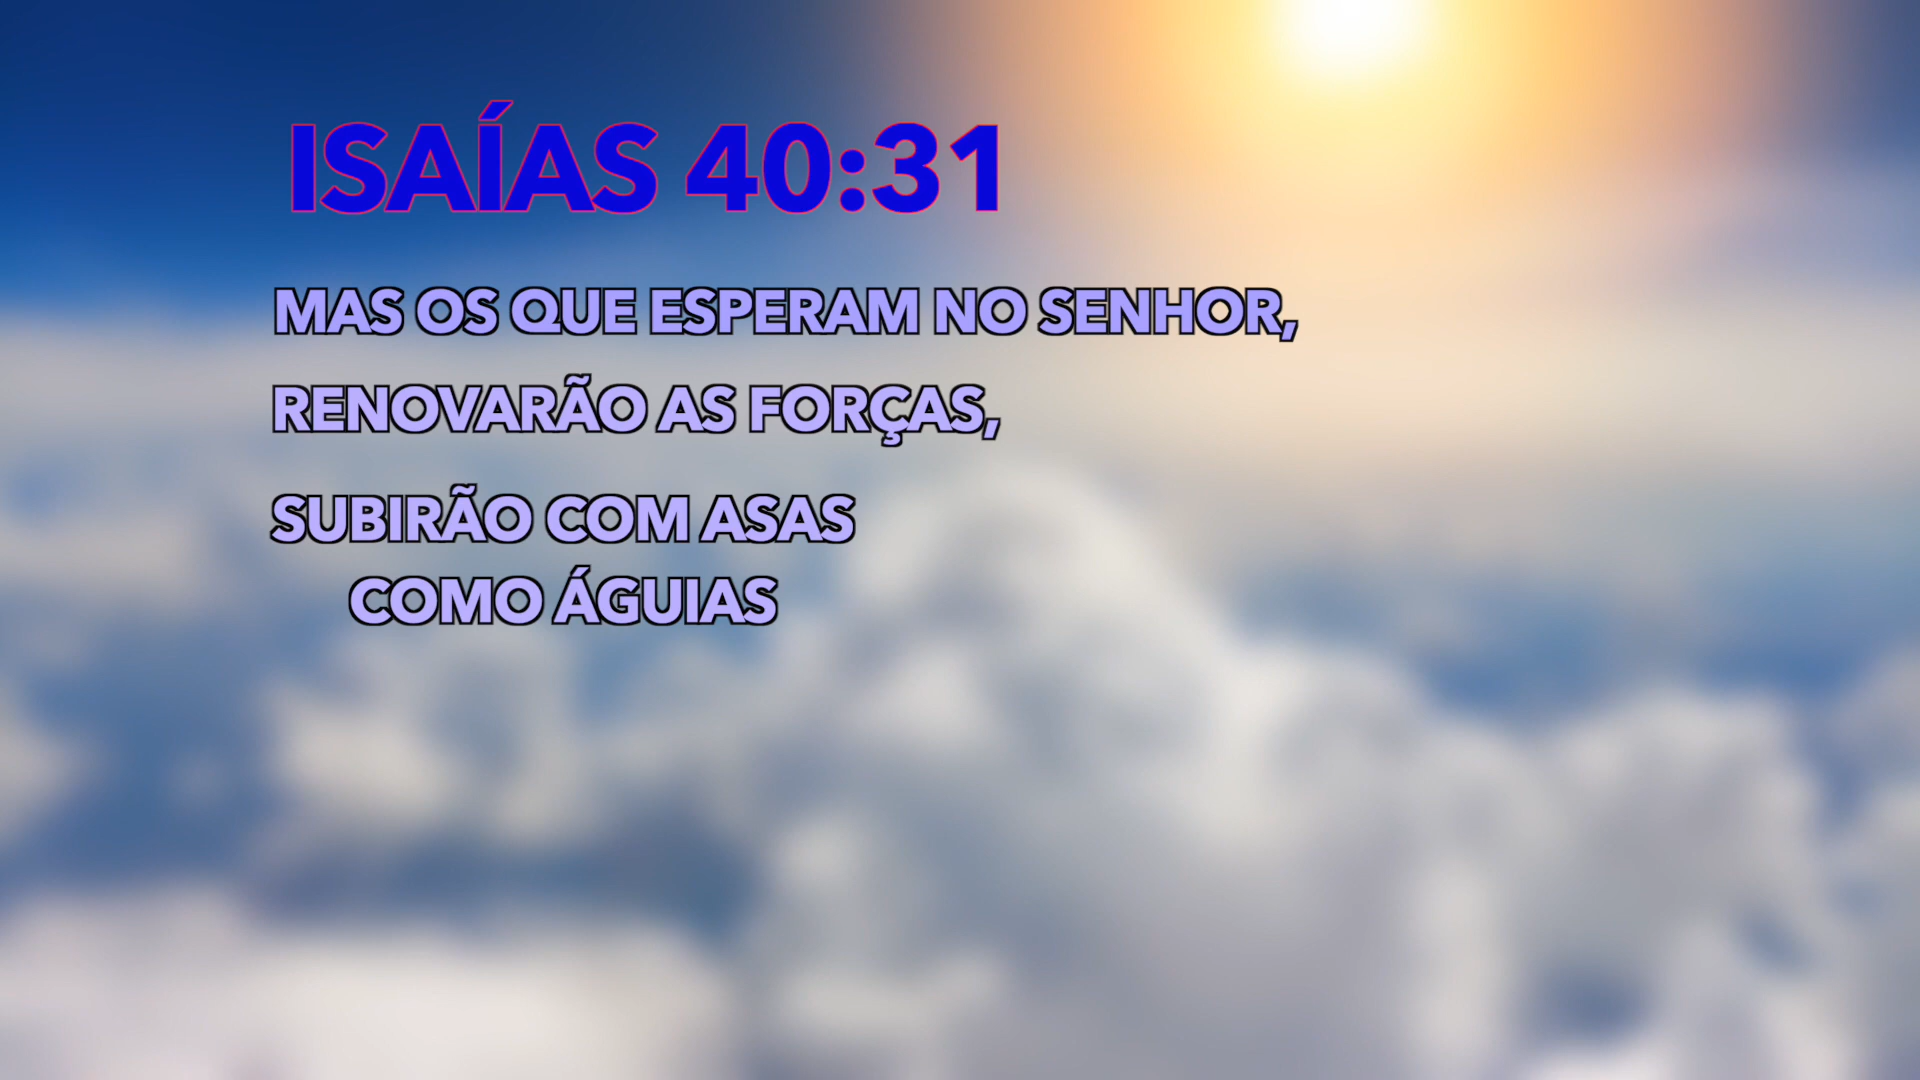 ISAÍAS 40:31
MAS OS QUE ESPERAM NO SENHOR,
RENOVARÃO AS FORÇAS,
SUBIRÃO COM ASAS
COMO ÁGUIAS